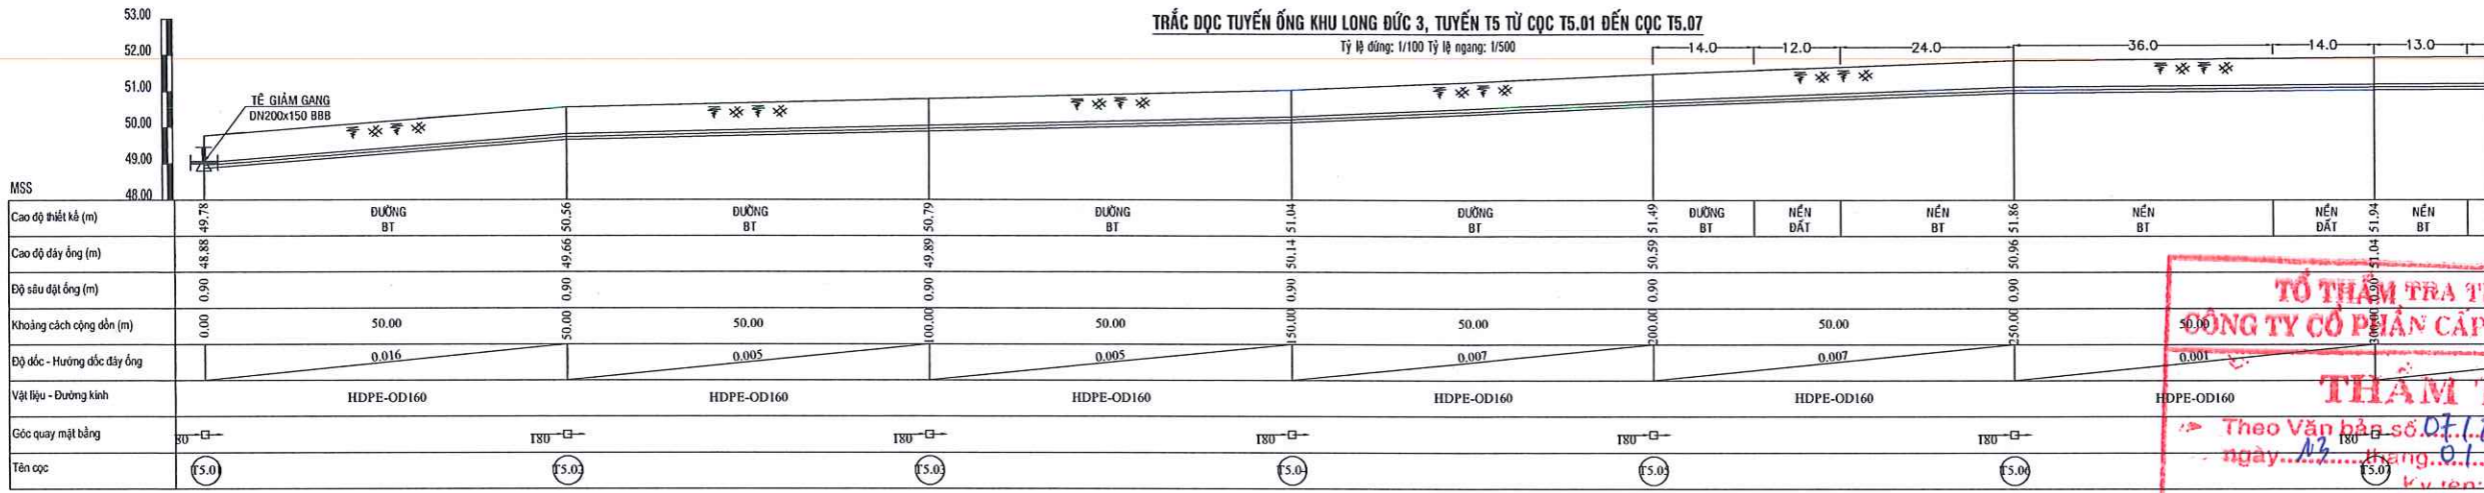 TRẮC DỌC TUYẾN ỐNG KHU LONG ĐỨC 3, TUYẾN T5 TỪ CỌC T5.01 ĐẾN CỌC T5.07
Tỷ lệ đứng: 1/100 Tỷ lệ ngang: 1/500
53.00
52.00
51.00
50.00
49.00
48.00
MSS
TÊ GIẢM GANG
DN200x150 BBB
14.0 12.0 24.0 36.0 14.0 13.0
Cao độ thiết kế (m) 49.78 ĐƯỜNG BT 50.56 ĐƯỜNG BT 50.79 ĐƯỜNG BT 51.04 ĐƯỜNG BT 51.49 ĐƯỜNG BT NỀN ĐẤT NỀN BT 51.86 NỀN BT NỀN ĐẤT 51.94 NỀN BT
Cao độ đáy ống (m) 48.88 49.66 49.89 50.14 50.59 50.96 51.04
Độ sâu đặt ống (m) 0.90 0.90 0.90 0.90 0.90 0.90 0.90
Khoảng cách cộng dồn (m) 0.00 50.00 50.00 50.00 100.00 50.00 150.00 50.00 200.00 50.00 250.00 50.00 300.00
Độ dốc - Hướng dốc đáy ống 0.016 0.005 0.005 0.007 0.007 0.001
Vật liệu - Đường kính HDPE-OD160 HDPE-OD160 HDPE-OD160 HDPE-OD160 HDPE-OD160 HDPE-OD160
Góc quay mặt bằng 80 180 180 180 180 180 180
Tên cọc T5.01 T5.02 T5.03 T5.04 T5.05 T5.06 T5.07
TỔ THẨM TRA T
CÔNG TY CỔ PHẦN CẤP
THẨM T
Theo Văn bản số 07/
ngày 13 tháng 01
Ký tên: